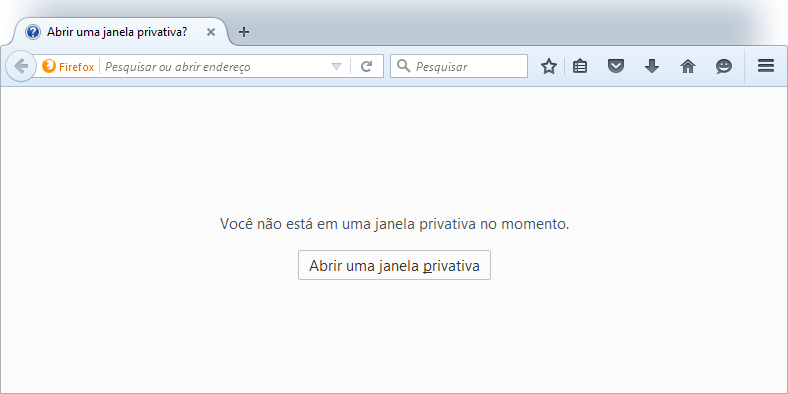 Abrir uma janela privativa?
Firefox
Pesquisar ou abrir endereço
Pesquisar
Você não está em uma janela privativa no momento.
Abrir uma janela privativa